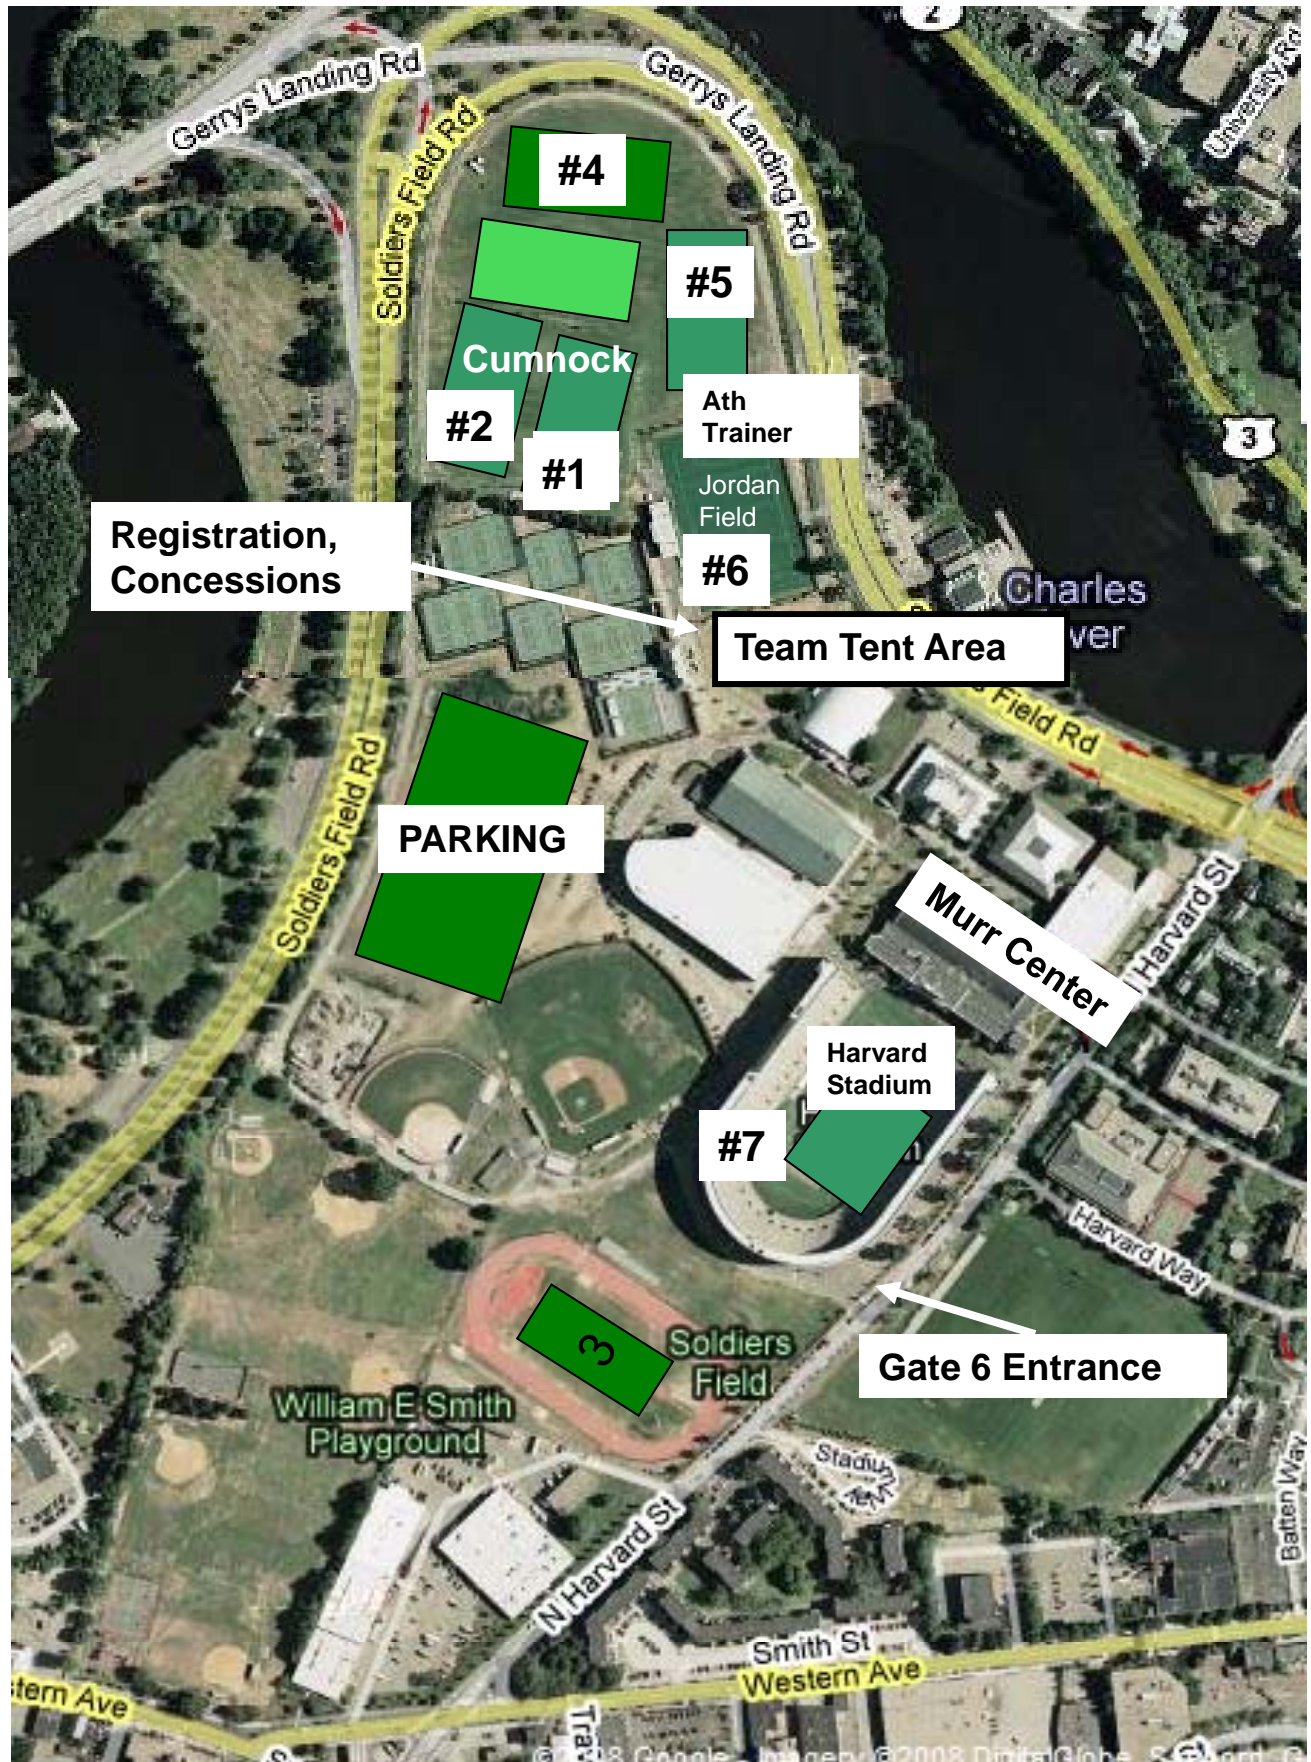 2
University Rd
Gerrys Landing Rd
Gerrys Landing Rd
Soldiers Field Rd
#4
#5
Cumnock
#2
#1
Ath
Trainer
3
Jordan
Field
#6
Registration,
Concessions
Charles
Team Tent Area
Field Rd
Soldiers Field Rd
PARKING
Murr Center
Harvard St
Harvard
Stadium
#7
Harvard Way
3
Soldiers
Field
Gate 6 Entrance
William E Smith
Playground
Stadium
N Harvard St
Batten Way
Smith St
Western Ave
Ave